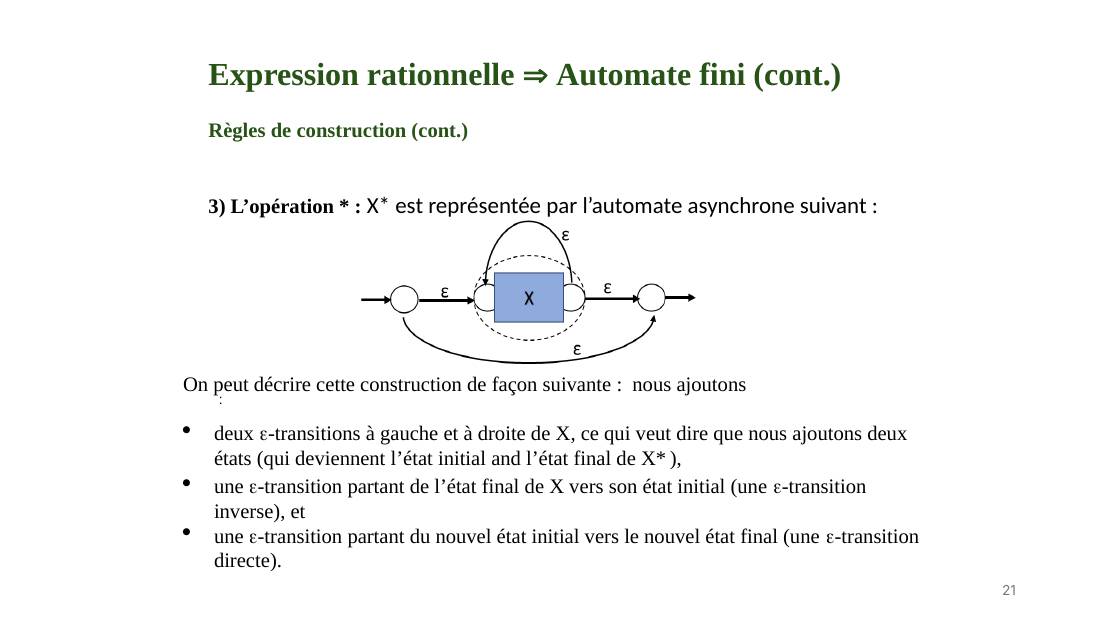 Expression rationnelle ⇒ Automate fini (cont.)
Règles de construction (cont.)
3) L’opération * : X* est représentée par l’automate asynchrone suivant :
ε
ε
X
ε
ε
On peut décrire cette construction de façon suivante : nous ajoutons
:
• deux ε-transitions à gauche et à droite de X, ce qui veut dire que nous ajoutons deux
états (qui deviennent l’état initial and l’état final de X* ),
• une ε-transition partant de l’état final de X vers son état initial (une ε-transition
inverse), et
• une ε-transition partant du nouvel état initial vers le nouvel état final (une ε-transition
directe).
21